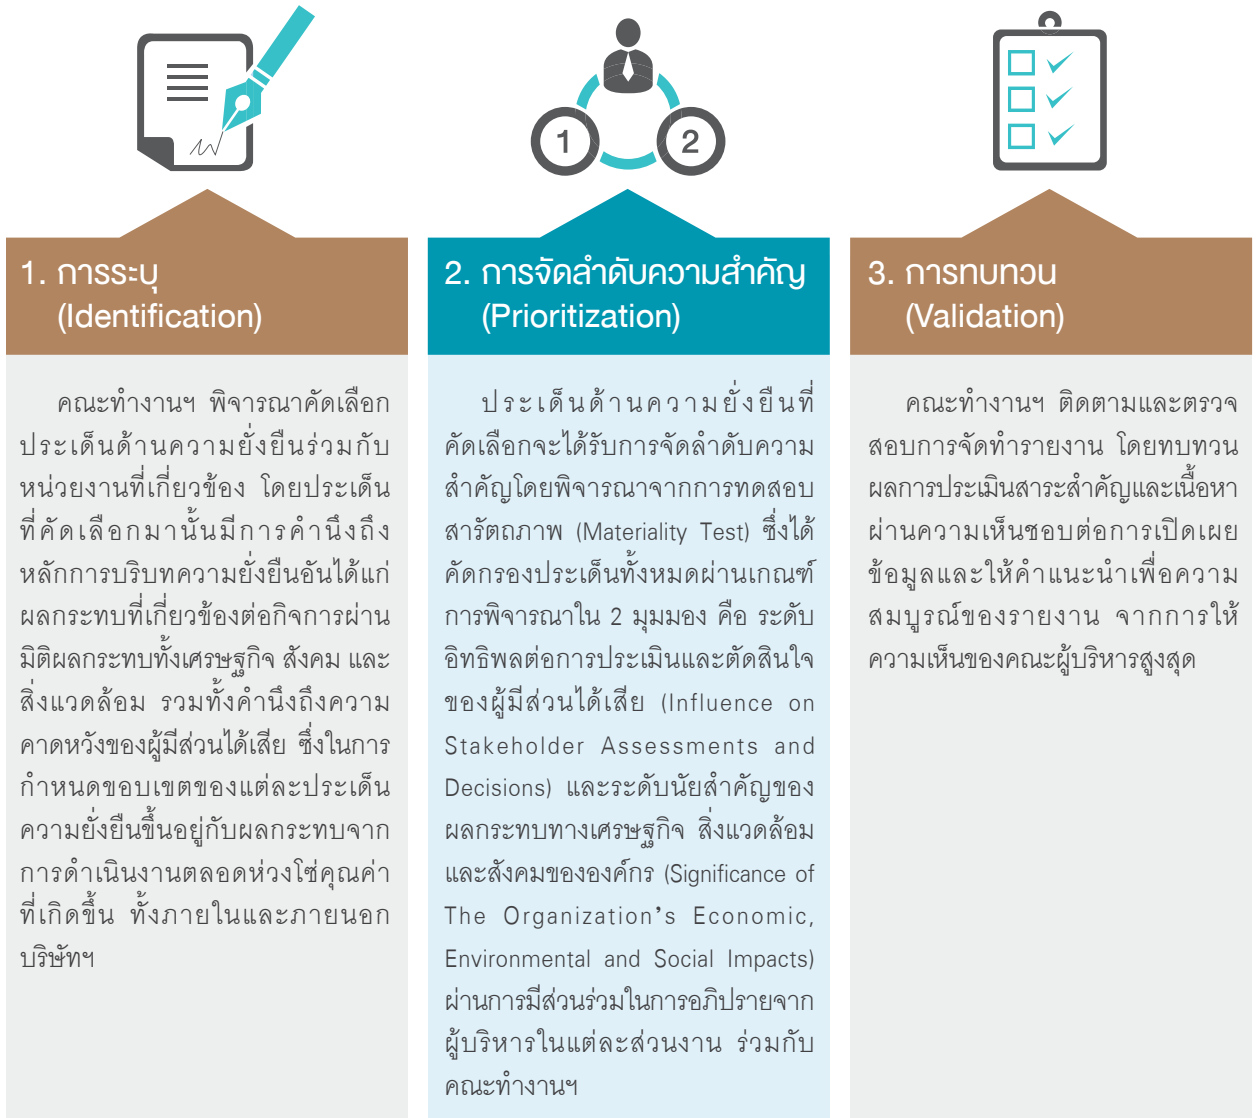 1
2
1. การระบุ
(Identification)
คณะทำงานฯ พิจารณาคัดเลือก
ประเด็นด้านความยั่งยืนร่วมกับ
หน่วยงานที่เกี่ยวข้อง โดยประเด็น
ที่คัดเลือกมานั้นมีการคำนึงถึง
หลักการบริบทความยั่งยืนอันได้แก่
ผลกระทบที่เกี่ยวข้องต่อกิจการผ่าน
มิติผลกระทบทั้งเศรษฐกิจ สังคม และ
สิ่งแวดล้อม รวมทั้งคำนึงถึงความ
คาดหวังของผู้มีส่วนได้เสีย ซึ่งในการ
กำหนดขอบเขตของแต่ละประเด็น
ความยั่งยืนขึ้นอยู่กับผลกระทบจาก
การดำเนินงานตลอดห่วงโซ่คุณค่า
ที่เกิดขึ้น ทั้งภายในและภายนอก
บริษัทฯ
2. การจัดลำดับความสำคัญ
(Prioritization)
ประเด็นด้านความยั่งยืนที่
คัดเลือกจะได้รับการจัดลำดับความ
สำคัญโดยพิจารณาจากการทดสอบ
สารัตถภาพ (Materiality Test) ซึ่งได้
คัดกรองประเด็นทั้งหมดผ่านเกณฑ์
การพิจารณาใน 2 มุมมอง คือ ระดับ
อิทธิพลต่อการประเมินและตัดสินใจ
ของผู้มีส่วนได้เสีย (Influence on
Stakeholder Assessments and
Decisions) และระดับนัยสำคัญของ
ผลกระทบทางเศรษฐกิจ สิ่งแวดล้อม
และสังคมขององค์กร (Significance of
The Organization’s Economic,
Environmental and Social Impacts)
ผ่านการมีส่วนร่วมในการอภิปรายจาก
ผู้บริหารในแต่ละส่วนงาน ร่วมกับ
คณะทำงานฯ
3. การทบทวน
(Validation)
คณะทำงานฯ ติดตามและตรวจ
สอบการจัดทำรายงาน โดยทบทวน
ผลการประเมินสาระสำคัญและเนื้อหา
ผ่านความเห็นชอบต่อการเปิดเผย
ข้อมูลและให้คำแนะนำเพื่อความ
สมบูรณ์ของรายงาน จากการให้
ความเห็นของคณะผู้บริหารสูงสุด